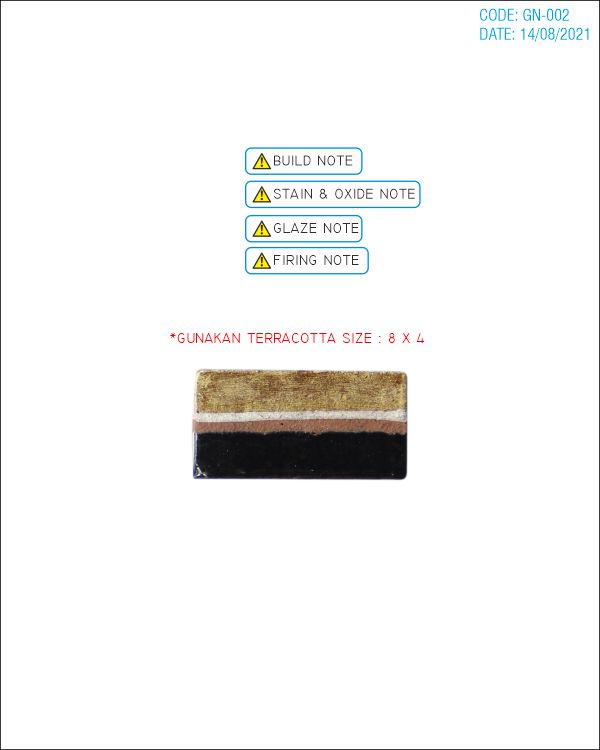 CODE: GN-002
DATE: 14/08/2021
BUILD NOTE
STAIN & OXIDE NOTE
GLAZE NOTE
FIRING NOTE
*GUNAKAN TERRACOTTA SIZE : 8 X 4